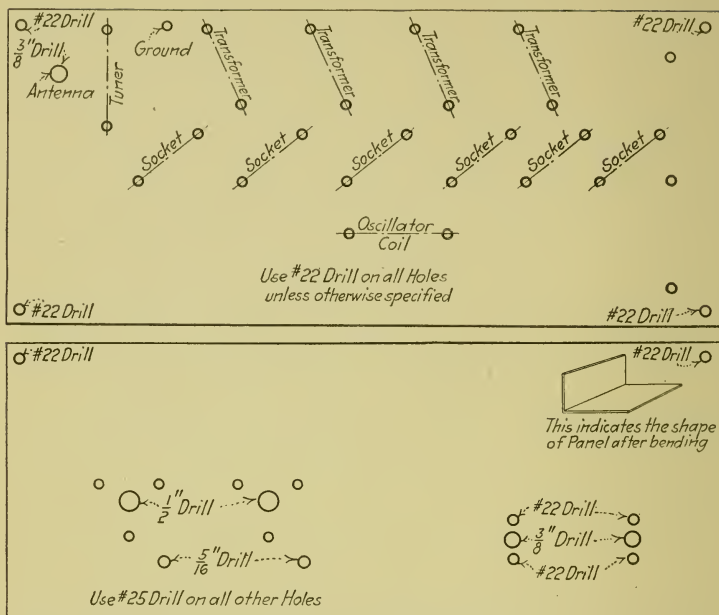 #22 Drill
3/8" Drill
Antenna
Tuner
Ground
Transformer
Transformer
Transformer
Transformer
#22 Drill
Socket
Socket
Socket
Socket
Socket
Socket
Oscillator
Coil
Use #22 Drill on all Holes
unless otherwise specified
#22 Drill
#22 Drill
#22 Drill
#22 Drill
This indicates the shape
of Panel after bending
1/2" Drill
5/16" Drill
#22 Drill
3/8" Drill
#22 Drill
Use #25 Drill on all other Holes